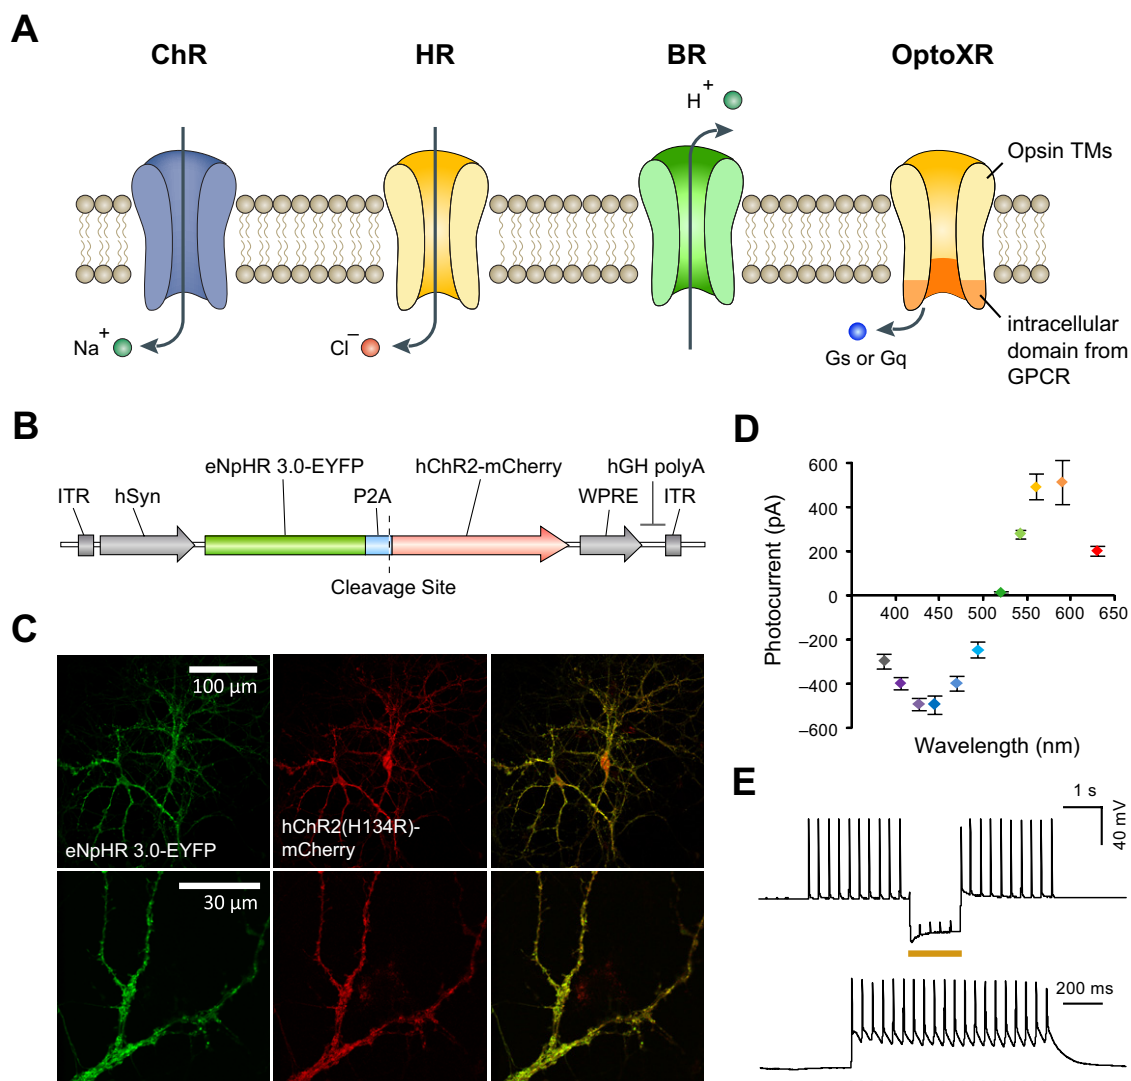 A
ChR
HR
BR
OptoXR
H+
Opsin TMs
Na+
Cl–
Gs or Gq
intracellular
domain from
GPCR
B
eNpHR 3.0-EYFP
hChR2-mCherry
hGH polyA
ITR
hSyn
P2A
WPRE
ITR
Cleavage Site
C
100 µm
eNpHR 3.0-EYFP
hChR2(H134R)-
mCherry
30 µm
D
Photocurrent (pA)
600
400
200
0
–200
–400
–600
400
450
500
550
600
650
Wavelength (nm)
E
1 s
40 mV
200 ms